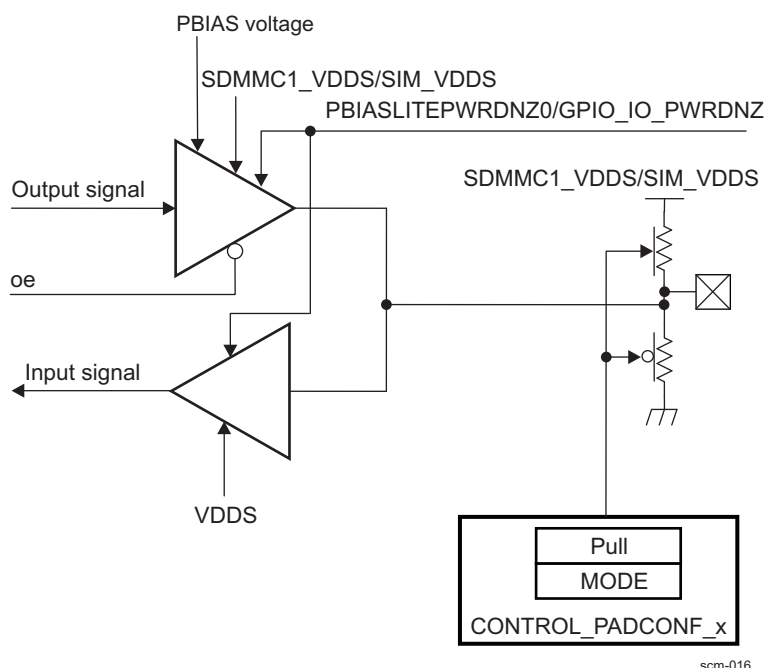 PBIAS voltage
SDMMC1_VDDS/SIM_VDDS
PBIASLITEPWRDNZ0/GPIO_IO_PWRDNZ
SDMMC1_VDDS/SIM_VDDS
Output signal
oe
Input signal
VDDS
Pull
MODE
CONTROL_PADCONF_x
scm-016